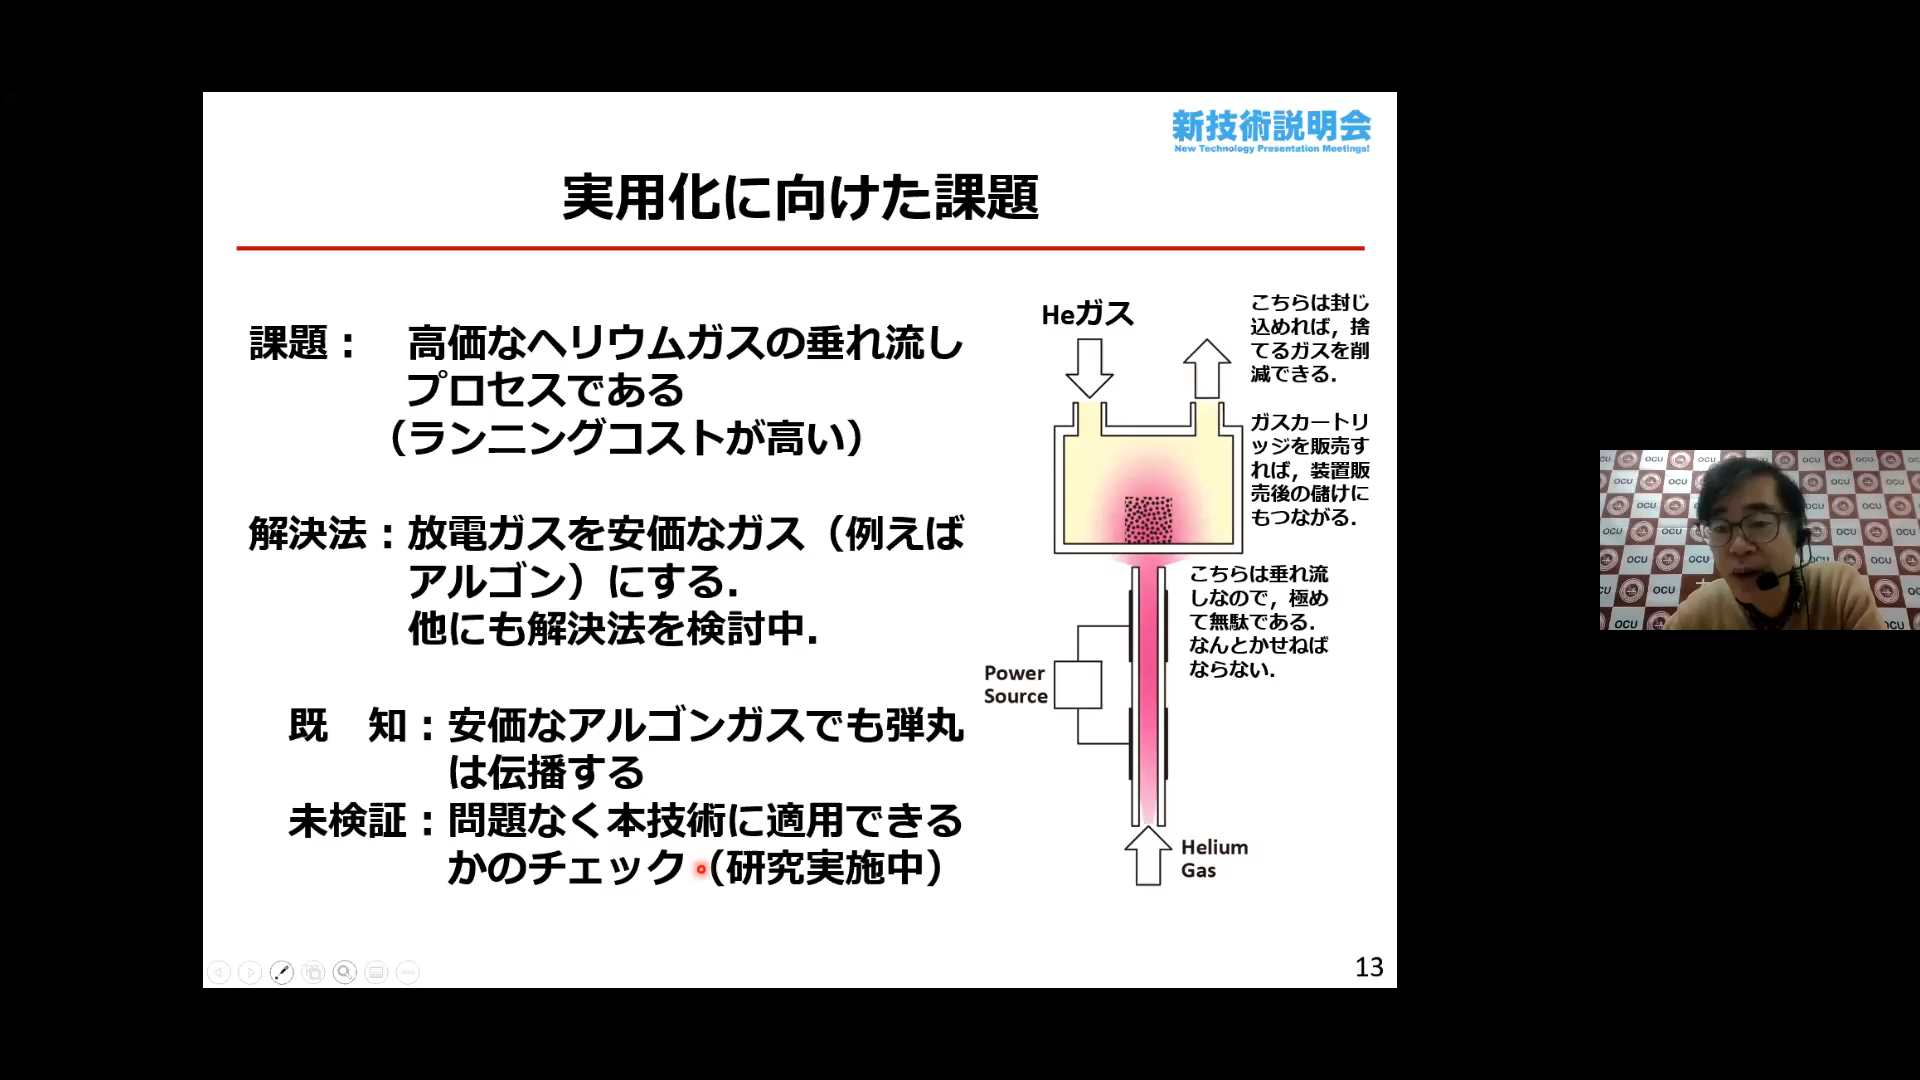 新技術説明会
New Technology Presentation Meetings!
実用化に向けた課題
課題： 高価なヘリウムガスの垂れ流し
プロセスである
（ランニングコストが高い）
解決法：放電ガスを安価なガス（例えば
アルゴン）にする．
他にも解決法を検討中．
既　知：安価なアルゴンガスでも弾丸
は伝播する
未検証：問題なく本技術に適用できる
かのチェック（研究実施中）
Heガス
こちらは封じ
込めれば，捨
てるガスを削
減できる．
ガスカートリ
ッジを販売す
れば，装置販
売後の儲けに
もつながる．
こちらは垂れ流
しなので，極め
て無駄である．
なんとかせねば
ならない．
Power
Source
Helium
Gas
13
OCU